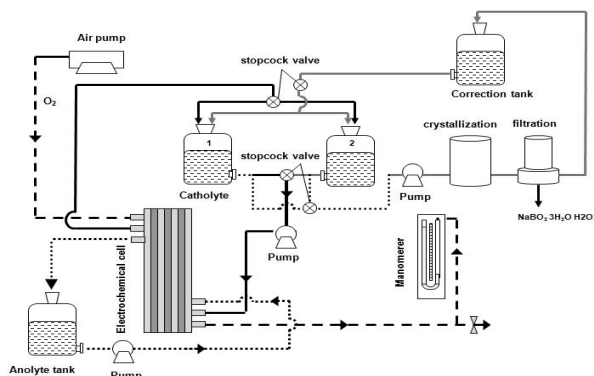 Air pump
stopcock valve
O2
Correction tank
crystallization
filtration
1
2
stopcock valve
Catholyte
Pump
NaBO2 3H2O H2O
Pump
Electrochemical cell
Manomerer
Anolyte tank
Pump